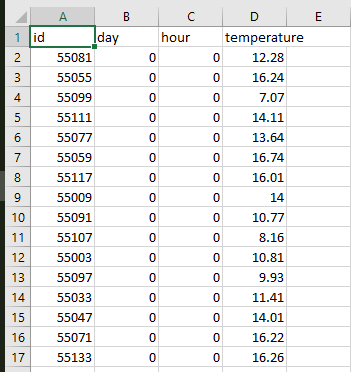 A B C D E
1 id day hour temperature
2 55081 0 0 12.28
3 55055 0 0 16.24
4 55099 0 0 7.07
5 55111 0 0 14.11
6 55077 0 0 13.64
7 55059 0 0 16.74
8 55117 0 0 16.01
9 55009 0 0 14
10 55091 0 0 10.77
11 55107 0 0 8.16
12 55003 0 0 10.81
13 55097 0 0 9.93
14 55033 0 0 11.41
15 55047 0 0 14.01
16 55071 0 0 16.22
17 55133 0 0 16.26